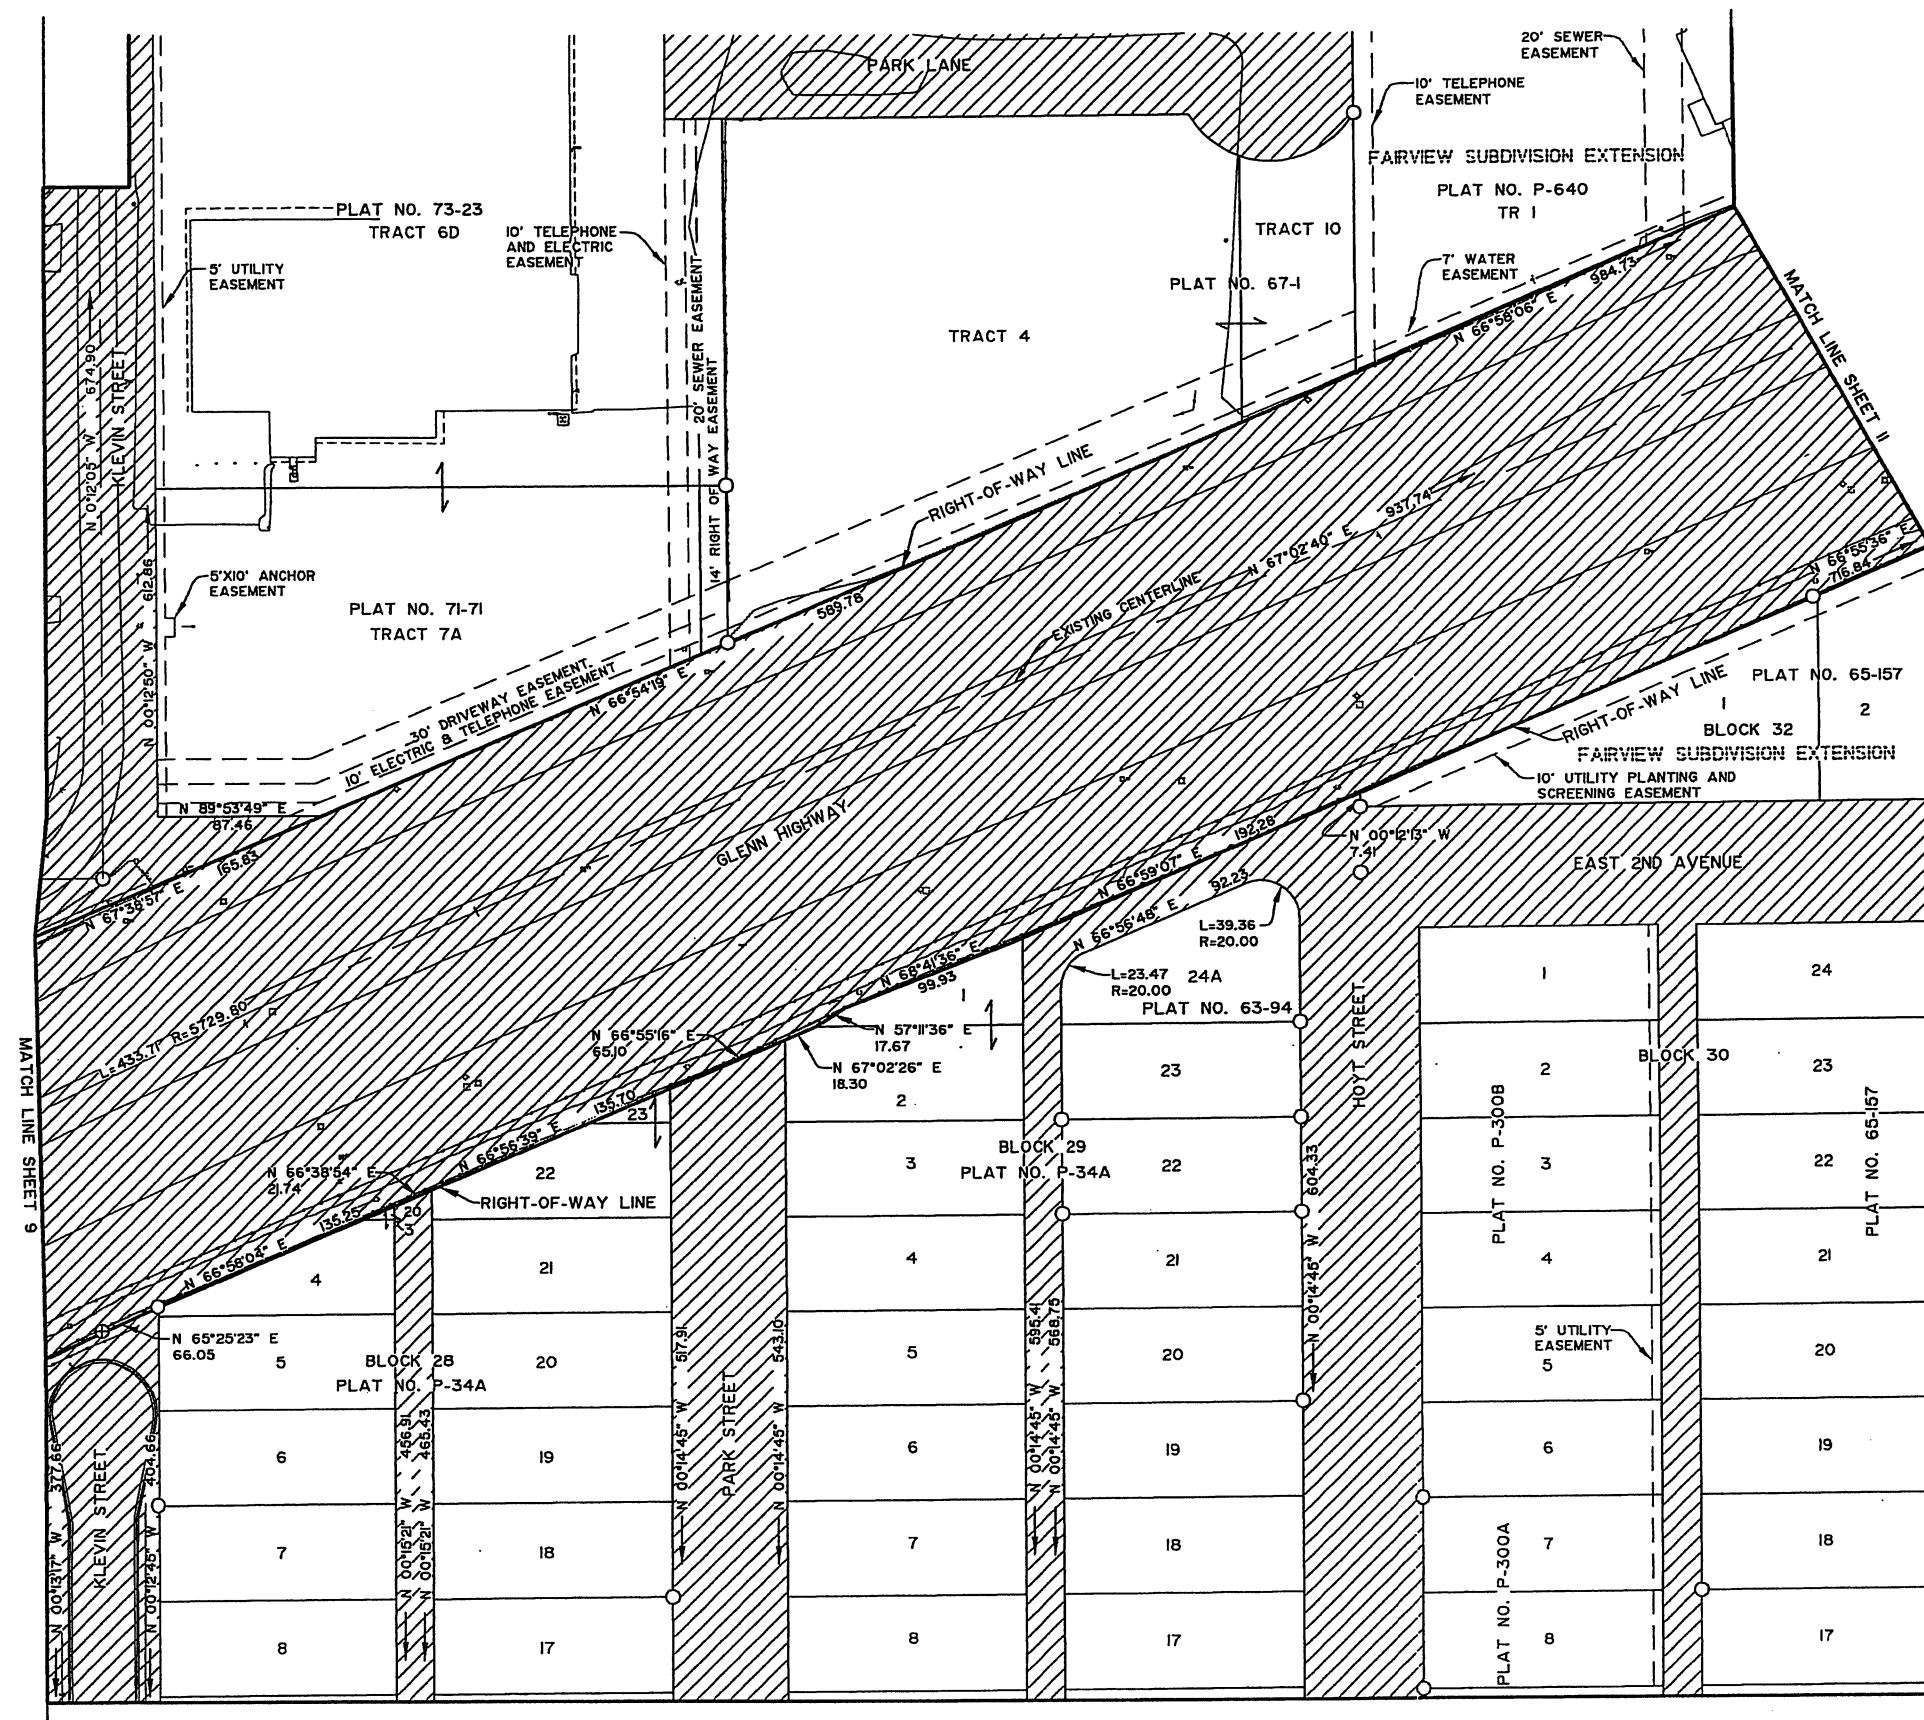 PARK LANE
20' SEWER
EASEMENT
10' TELEPHONE
EASEMENT
FAIRVIEW SUBDIVISION EXTENSION
PLAT NO. P-640
TR 1
PLAT NO. 73-23
TRACT 6D
10' TELEPHONE
AND ELECTRIC
EASEMENT
5' UTILITY
EASEMENT
TRACT 10
PLAT NO. 67-1
7' WATER
EASEMENT
TRACT 4
N 66°58'06" E
984.73
MATCH LINE SHEET 11
20' SEWER EASEMENT
14' RIGHT OF WAY EASEMENT
N 0°12'05" W 674.90
KLEVIN STREET
N 00°12'50" W 612.86
5'X10' ANCHOR
EASEMENT
PLAT NO. 71-71
TRACT 7A
RIGHT-OF-WAY LINE
589.78
EXISTING CENTERLINE
N 67°02'40" E 937.74
N 66°55'36" E
716.84
30' DRIVEWAY EASEMENT
10' ELECTRIC & TELEPHONE EASEMENT
N 66°54'19" E
PLAT NO. 65-157
1
2
BLOCK 32
FAIRVIEW SUBDIVISION EXTENSION
RIGHT-OF-WAY LINE
10' UTILITY PLANTING AND
SCREENING EASEMENT
N 89°53'49" E
87.46
N 67°38'57" E 165.83
GLENN HIGHWAY
N 00°12'13" W
7.41
EAST 2ND AVENUE
N 66°59'07" E 192.28
N 66°56'48" E 92.23
L=39.36
R=20.00
L=23.47
R=20.00
24A
PLAT NO. 63-94
N 68°41'36" E
99.93
1
N 57°11'36" E
17.67
N 66°55'16" E
65.10
N 67°02'26" E
18.30
L=433.71' R=5729.80
MATCH LINE SHEET 9
HOYT STREET
1
24
BLOCK 30
2
23
2
23
PLAT NO. P-300B
PLAT NO. 65-157
N 66°56'39" E 135.70
23
22
N 66°38'54" E
21.74
RIGHT-OF-WAY LINE
20
3
N 66°58'04" E 135.25
BLOCK 29
PLAT NO. P-34A
3
22
3
22
4
21
4
21
4
21
N 00°14'45" W 604.33
N 65°25'23" E
66.05
5
BLOCK 28
PLAT NO. P-34A
20
5
20
5' UTILITY
EASEMENT
5
20
6
19
6
19
6
19
7
18
7
18
7
18
8
17
8
17
8
17
KLEVIN STREET
N 00°13'17" W 377.66
N 00°12'45" W 404.66
N 00°15'21" W 456.91
N 00°15'21" W 465.43
N 00°14'45" W 517.91
PARK STREET
N 00°14'45" W 543.10
N 00°14'45" W 595.41
N 00°14'45" W 568.75
PLAT NO. P-300A